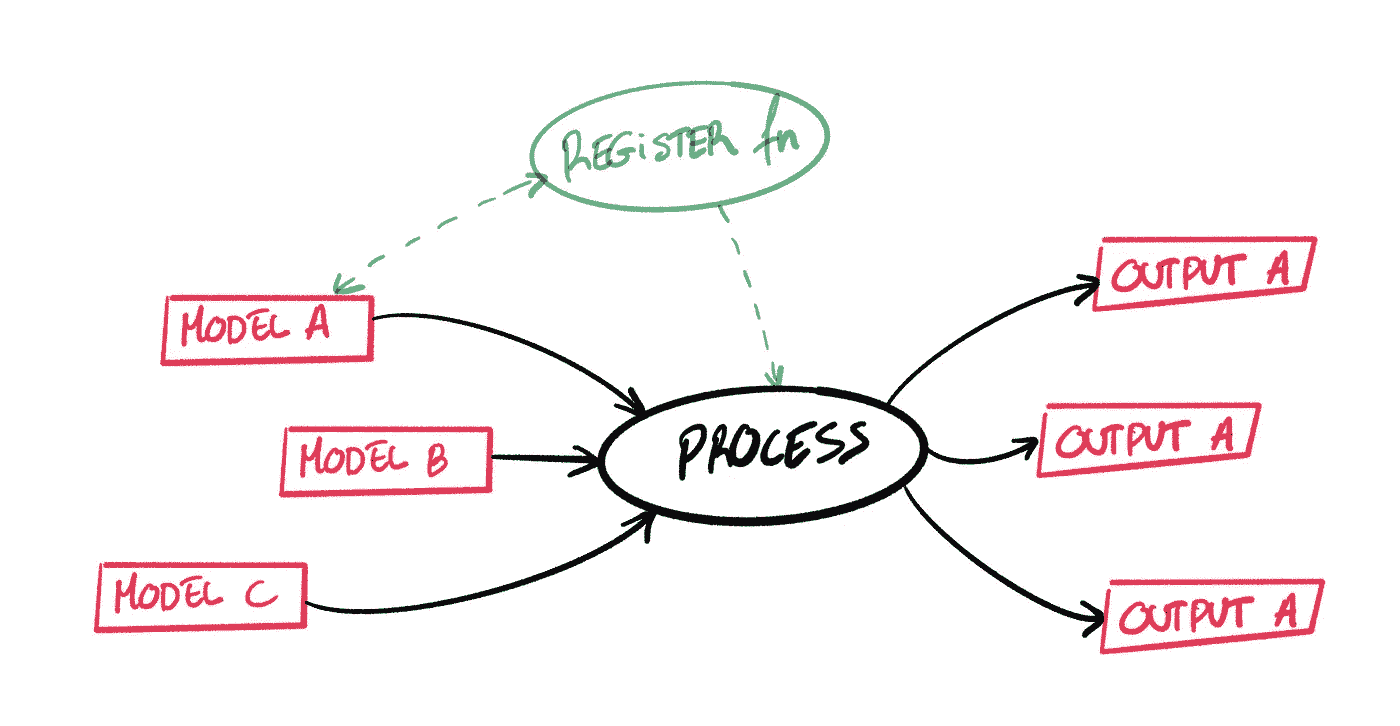 REGiSTER fn
MODEL A
MODEL B
MODEL C
PROCESS
OUTPUT A
OUTPUT A
OUTPUT A